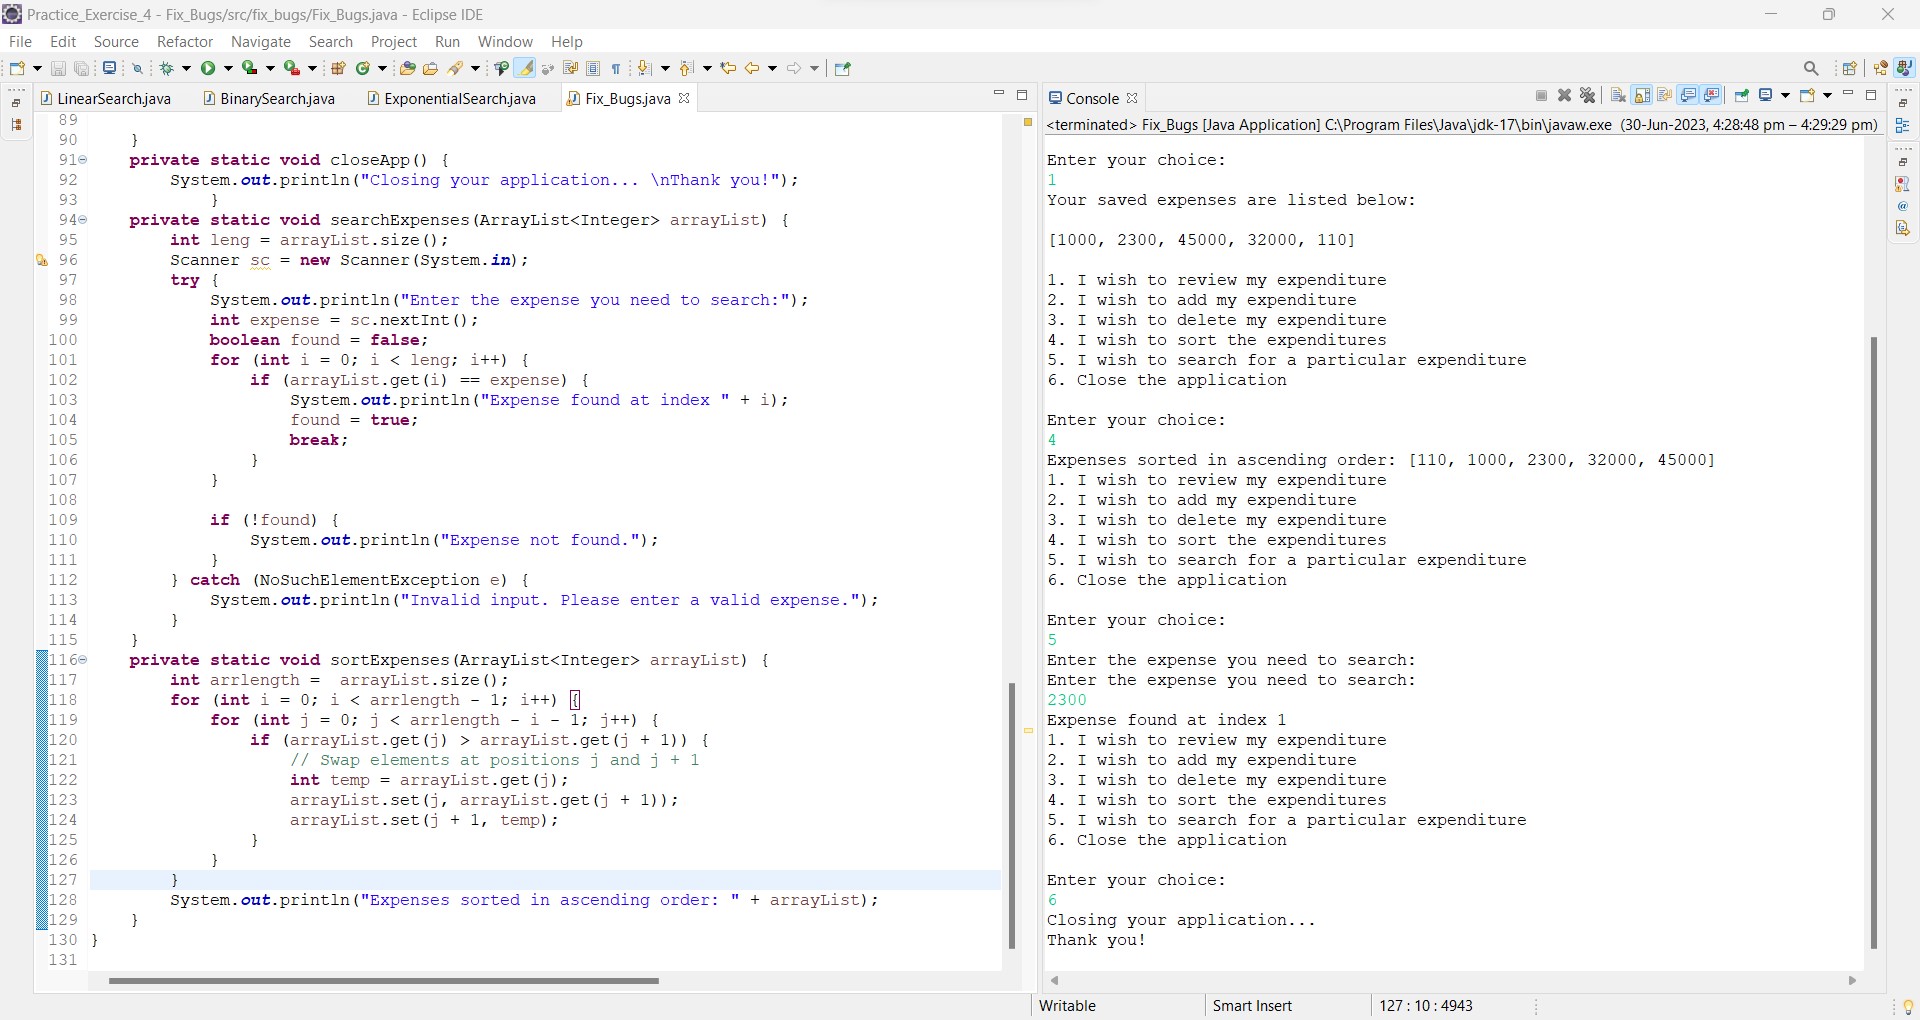 Practice_Exercise_4 - Fix_Bugs/src/fix_bugs/Fix_Bugs.java - Eclipse IDE
File Edit Source Refactor Navigate Search Project Run Window Help
LinearSearch.java BinarySearch.java ExponentialSearch.java Fix_Bugs.java
89
90     }
91     private static void closeApp() {
92         System.out.println("Closing your application... \nThank you!");
93             }
94     private static void searchExpenses(ArrayList<Integer> arrayList) {
95         int leng = arrayList.size();
96         Scanner sc = new Scanner(System.in);
97         try {
98             System.out.println("Enter the expense you need to search:");
99             int expense = sc.nextInt();
100             boolean found = false;
101             for (int i = 0; i < leng; i++) {
102                 if (arrayList.get(i) == expense) {
103                     System.out.println("Expense found at index " + i);
104                     found = true;
105                     break;
106                 }
107             }
108
109             if (!found) {
110                 System.out.println("Expense not found.");
111             }
112         } catch (NoSuchElementException e) {
113             System.out.println("Invalid input. Please enter a valid expense.");
114         }
115     }
116     private static void sortExpenses(ArrayList<Integer> arrayList) {
117         int arrlength =  arrayList.size();
118         for (int i = 0; i < arrlength - 1; i++) {
119             for (int j = 0; j < arrlength - i - 1; j++) {
120                 if (arrayList.get(j) > arrayList.get(j + 1)) {
121                     // Swap elements at positions j and j + 1
122                     int temp = arrayList.get(j);
123                     arrayList.set(j, arrayList.get(j + 1));
124                     arrayList.set(j + 1, temp);
125                 }
126             }
127         }
128         System.out.println("Expenses sorted in ascending order: " + arrayList);
129     }
130 }
131
Console
<terminated> Fix_Bugs [Java Application] C:\Program Files\Java\jdk-17\bin\javaw.exe (30-Jun-2023, 4:28:48 pm – 4:29:29 pm)
Enter your choice:
1
Your saved expenses are listed below:
[1000, 2300, 45000, 32000, 110]
1. I wish to review my expenditure
2. I wish to add my expenditure
3. I wish to delete my expenditure
4. I wish to sort the expenditures
5. I wish to search for a particular expenditure
6. Close the application
Enter your choice:
4
Expenses sorted in ascending order: [110, 1000, 2300, 32000, 45000]
1. I wish to review my expenditure
2. I wish to add my expenditure
3. I wish to delete my expenditure
4. I wish to sort the expenditures
5. I wish to search for a particular expenditure
6. Close the application
Enter your choice:
5
Enter the expense you need to search:
Enter the expense you need to search:
2300
Expense found at index 1
1. I wish to review my expenditure
2. I wish to add my expenditure
3. I wish to delete my expenditure
4. I wish to sort the expenditures
5. I wish to search for a particular expenditure
6. Close the application
Enter your choice:
6
Closing your application...
Thank you!
Writable Smart Insert 127 : 10 : 4943